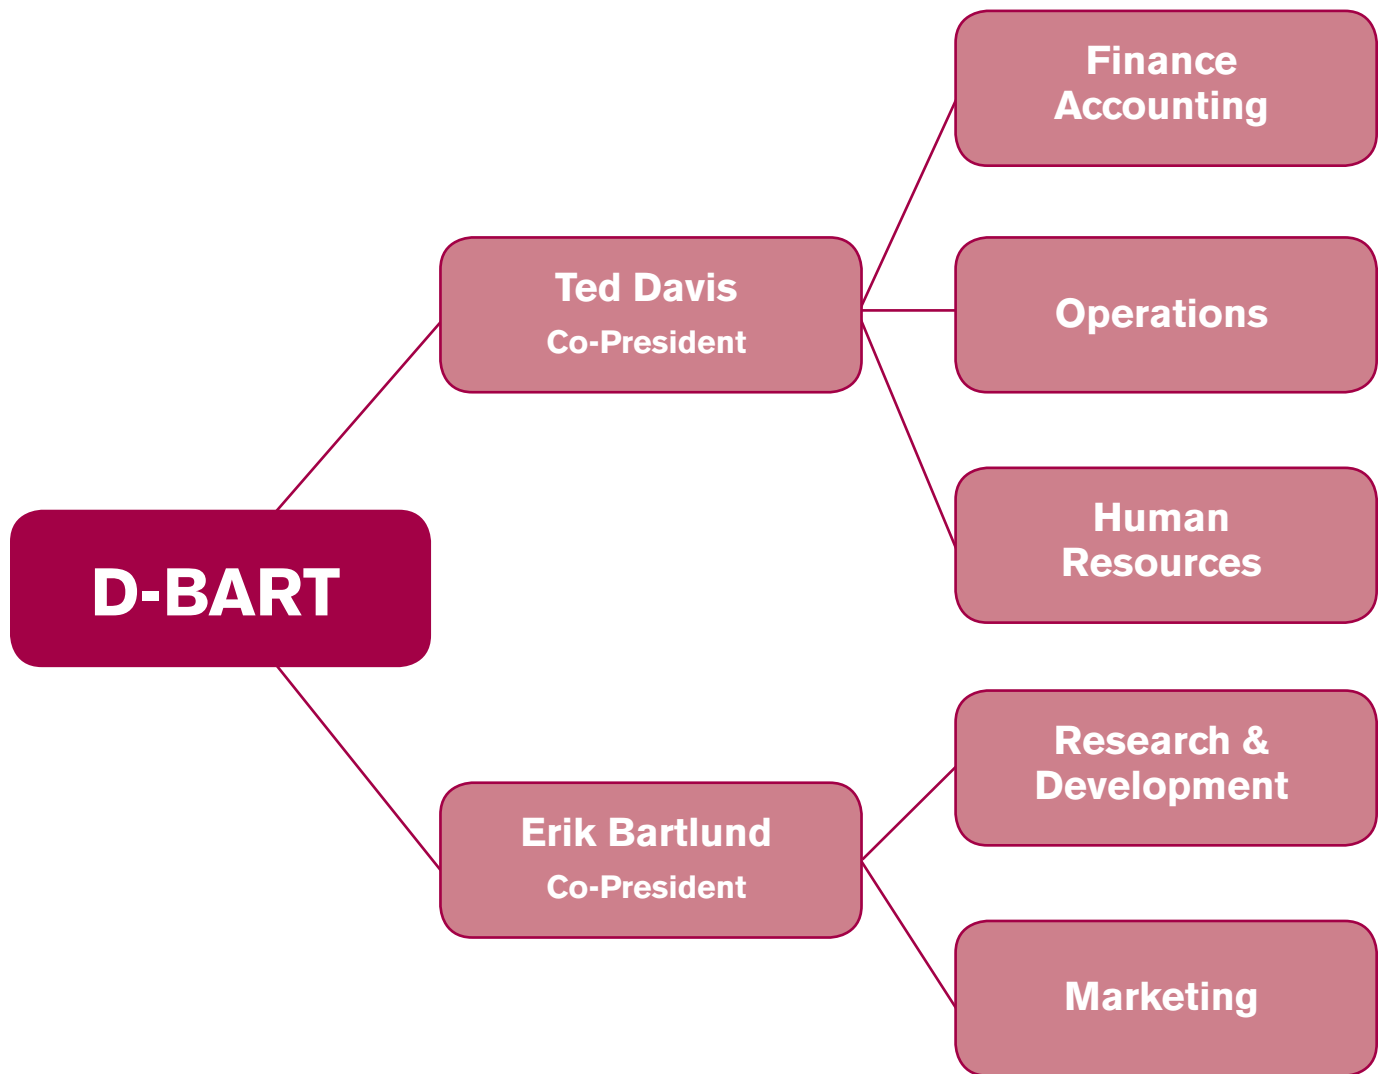 Finance
Accounting
Ted Davis
Co-President
Operations
Human
Resources
D-BART
Research &
Development
Erik Bartlund
Co-President
Marketing